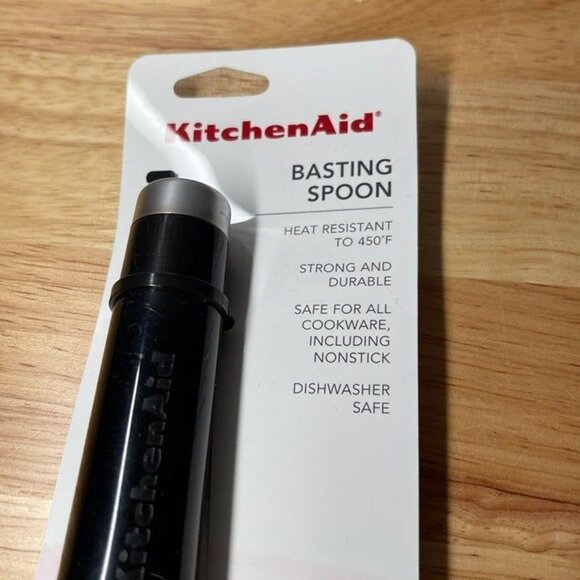 KitchenAid®
BASTING
SPOON
HEAT RESISTANT
TO 450°F
STRONG AND
DURABLE
SAFE FOR ALL
COOKWARE,
INCLUDING
NONSTICK
DISHWASHER
SAFE
KitchenAid